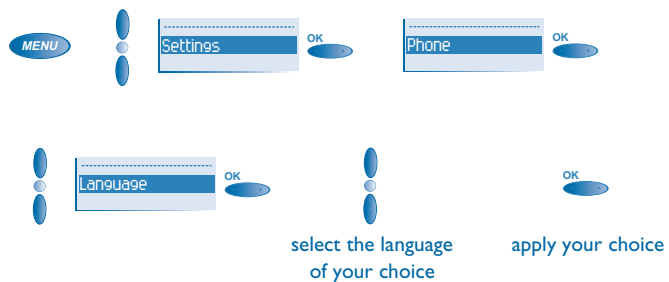 MENU
Settings
OK
Phone
OK
Language
OK
OK
select the language
of your choice
apply your choice